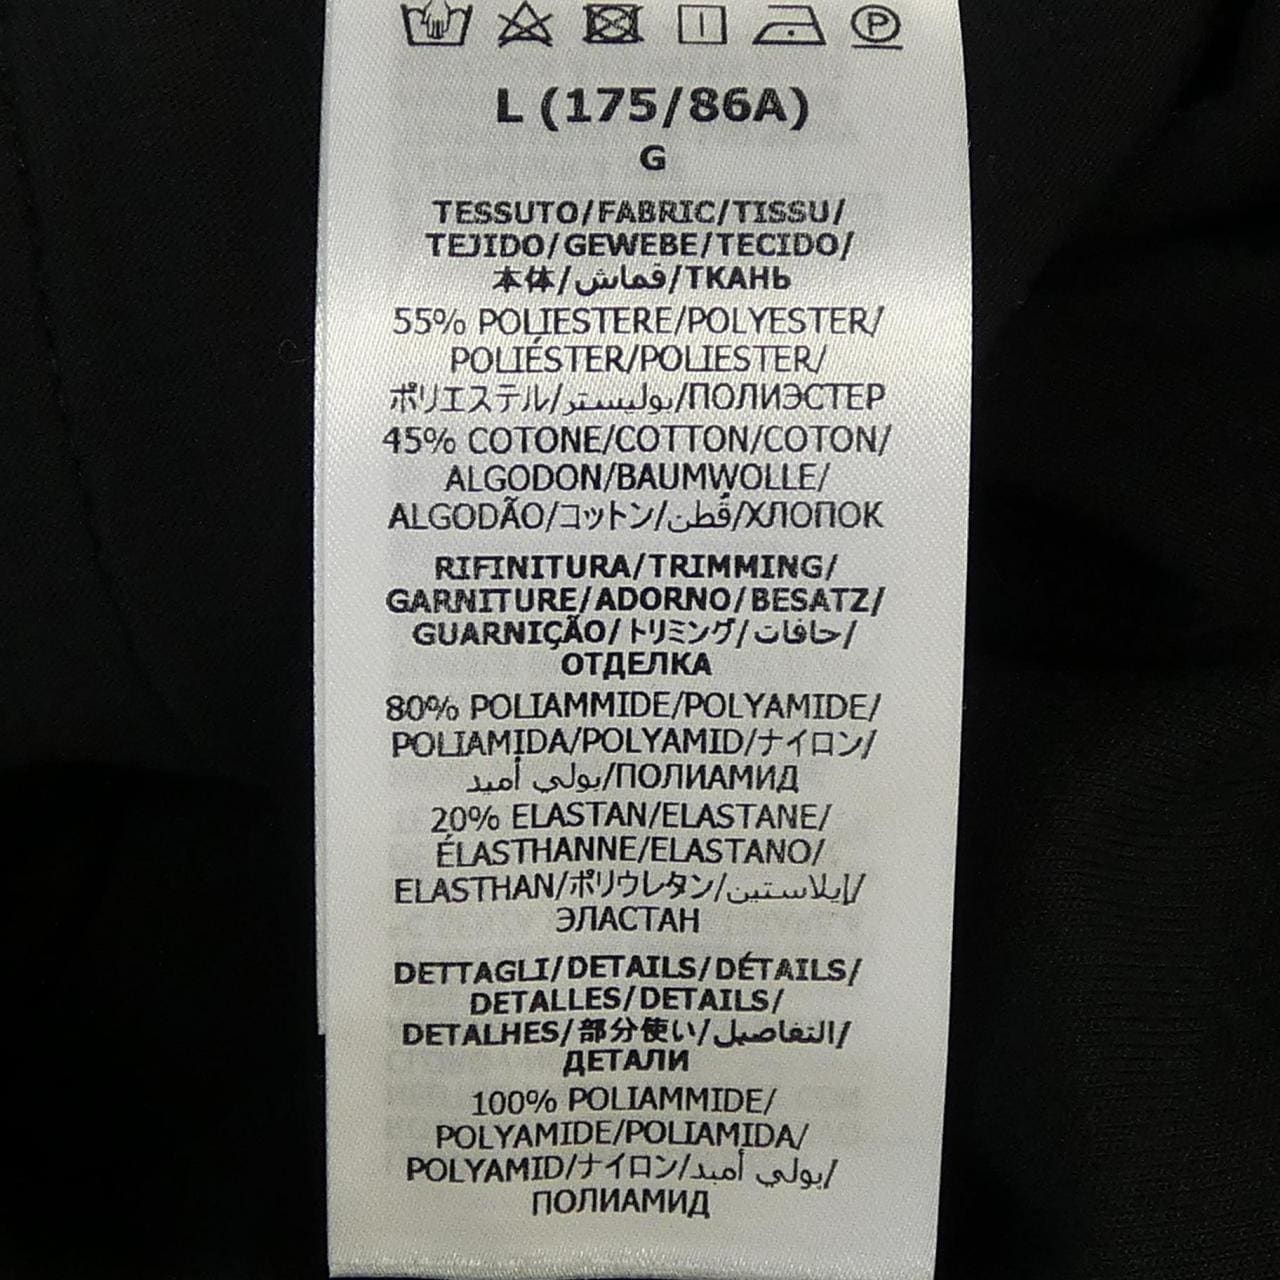 P
L (175/86A)
G
TESSUTO/FABRIC/TISSU/
TEJIDO/GEWEBE/TECIDO/
本体/قماش/ТКАНЬ
55% POLIESTERE/POLYESTER/
POLIÉSTER/POLIESTER/
ポリエステル/بوليستر/ПОЛИЭСТЕР
45% COTONE/COTTON/COTON/
ALGODON/BAUMWOLLE/
ALGODÃO/コットン/قُطن/ХЛОПОК
RIFINITURA/TRIMMING/
GARNITURE/ADORNO/BESATZ/
GUARNIÇÃO/トリミング/حافات/
ОТДЕЛКА
80% POLIAMMIDE/POLYAMIDE/
POLIAMIDA/POLYAMID/ナイロン/
بولي أميد/ПОЛИАМИД
20% ELASTAN/ELASTANE/
ÉLASTHANNE/ELASTANO/
ELASTHAN/ポリウレタン/إيلاستين/
ЭЛАСТАН
DETTAGLI/DETAILS/DÉTAILS/
DETALLES/DETAILS/
DETALHES/部分使い/التفاصيل/
ДЕТАЛИ
100% POLIAMMIDE/
POLYAMIDE/POLIAMIDA/
POLYAMID/ナイロン/بولي أميد/
ПОЛИАМИД